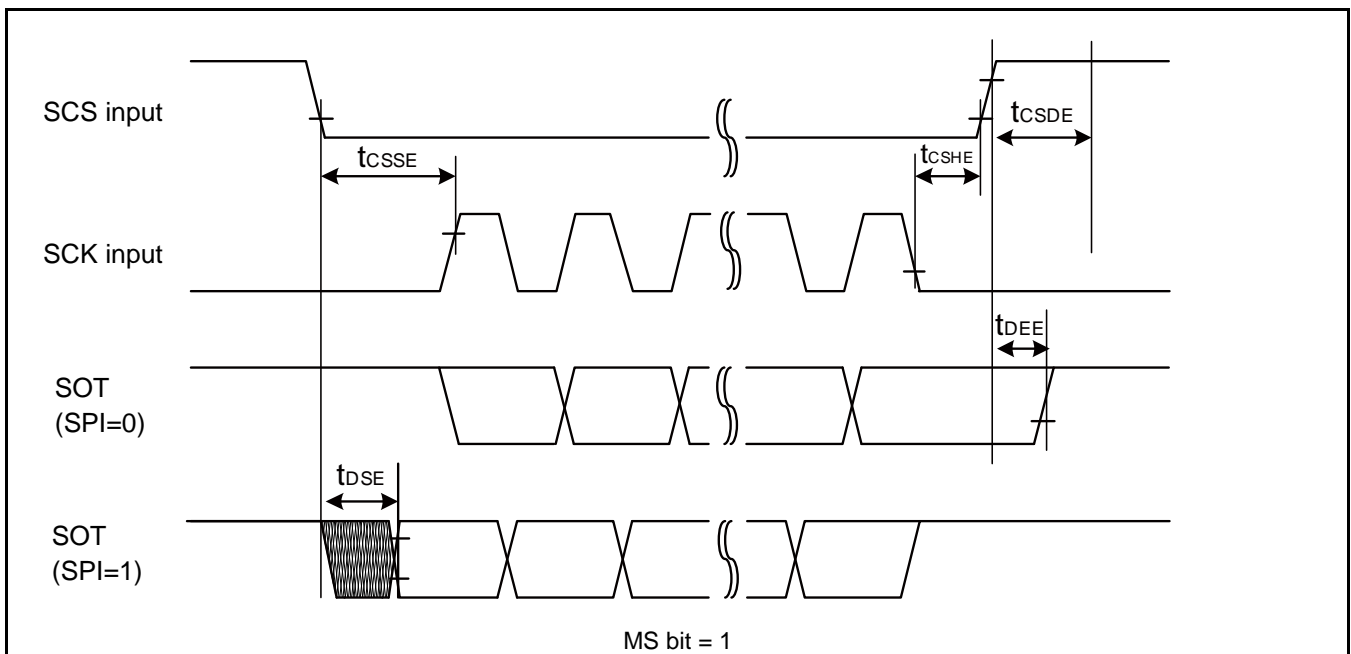 SCS input
tCSDE
tCSSE
tCSHE
SCK input
tDEE
SOT
(SPI=0)
tDSE
SOT
(SPI=1)
MS bit = 1